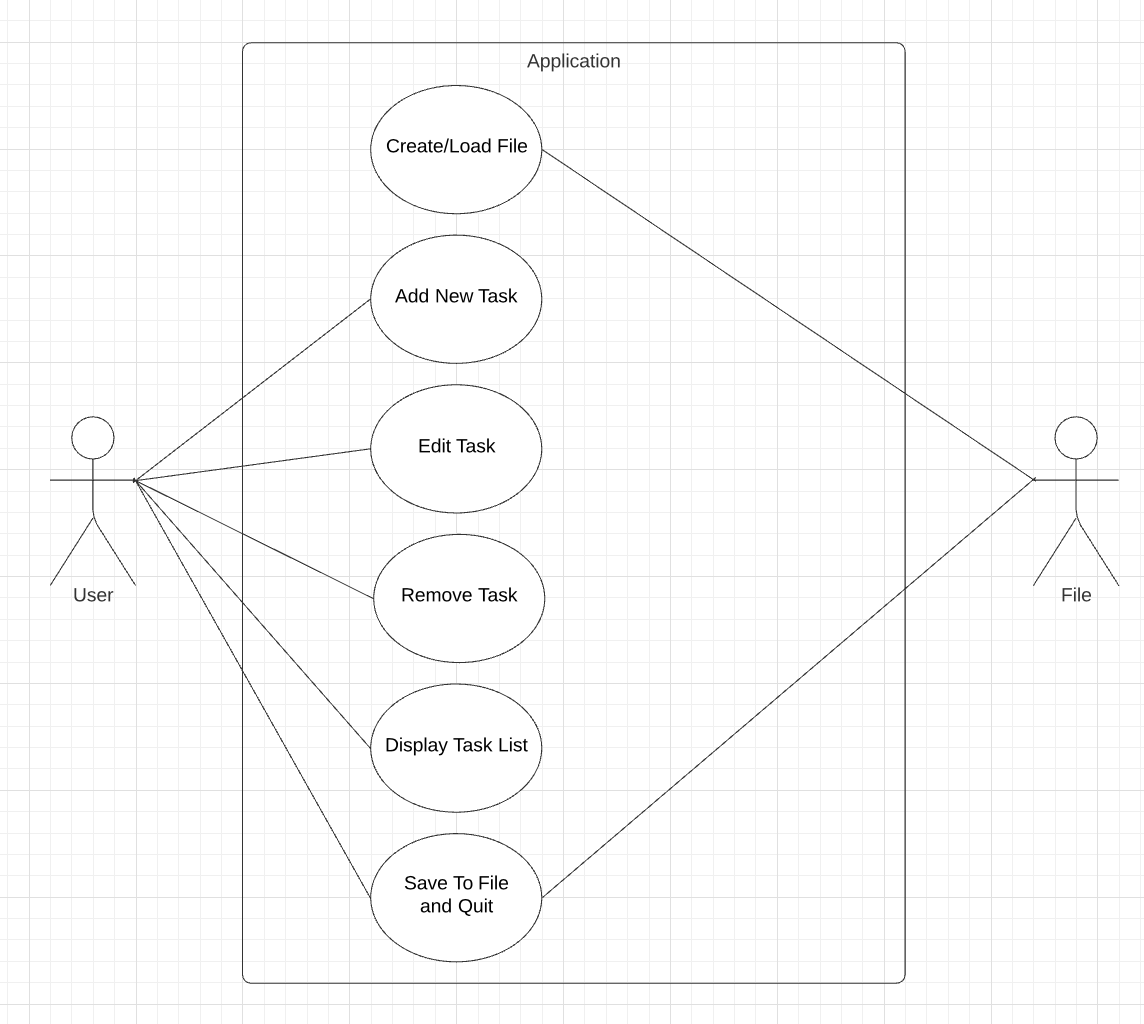 Application
Create/Load File
Add New Task
Edit Task
Remove Task
User
File
Display Task List
Save To File
and Quit